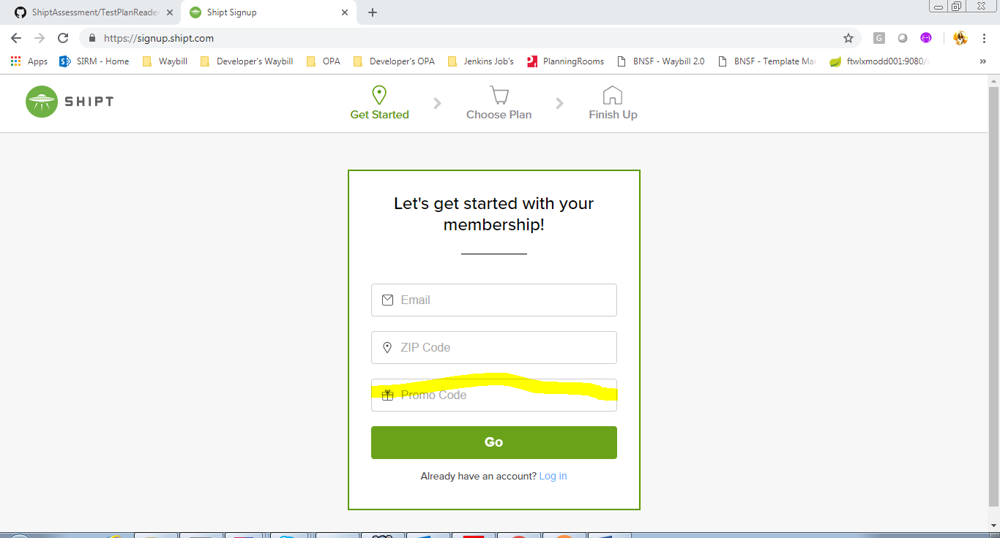 ShiptAssessment/TestPlanReader
Shipt Signup
https://signup.shipt.com
Apps SIRM - Home Waybill Developer's Waybill OPA Developer's OPA Jenkins Job's PlanningRooms BNSF - Waybill 2.0 BNSF - Template Ma ftwlxmodd001:9080/ »
SHIPT
Get Started
Choose Plan
Finish Up
Let's get started with your
membership!
Email
ZIP Code
Promo Code
Go
Already have an account? Log in